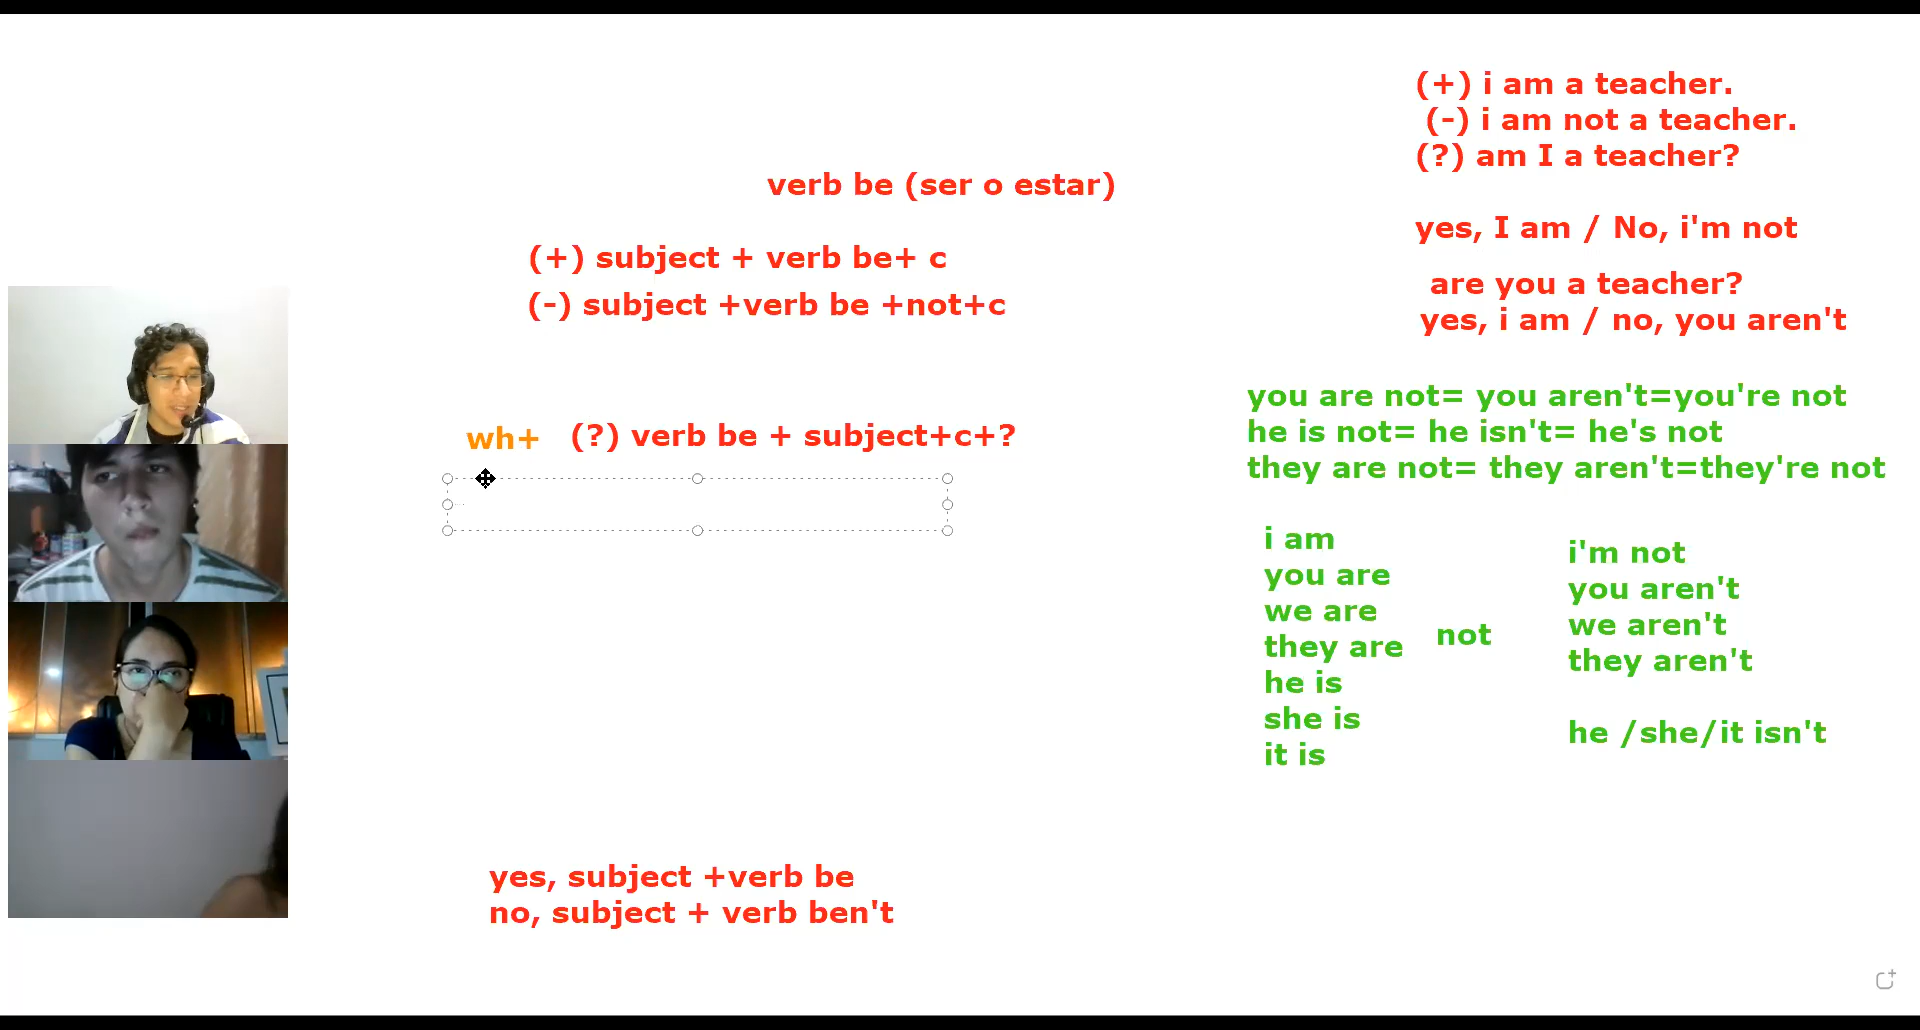 verb be (ser o estar)
(+) subject + verb be+ c
(-) subject +verb be +not+c
wh+ (?) verb be + subject+c+?
yes, subject +verb be
no, subject + verb ben't
(+) i am a teacher.
(-) i am not a teacher.
(?) am I a teacher?
yes, I am / No, i'm not
are you a teacher?
yes, i am / no, you aren't
you are not= you aren't=you're not
he is not= he isn't= he's not
they are not= they aren't=they're not
i am
you are
we are
they are
he is
she is
it is
not
i'm not
you aren't
we aren't
they aren't
he /she/it isn't